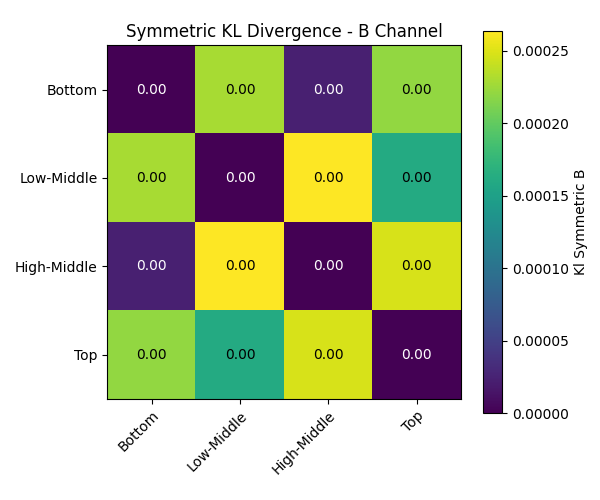 Symmetric KL Divergence - B Channel
Bottom 0.00 0.00 0.00 0.00
Low-Middle 0.00 0.00 0.00 0.00
High-Middle 0.00 0.00 0.00 0.00
Top 0.00 0.00 0.00 0.00
Bottom Low-Middle High-Middle Top
0.00025
0.00020
0.00015
0.00010
0.00005
0.00000
Kl Symmetric B